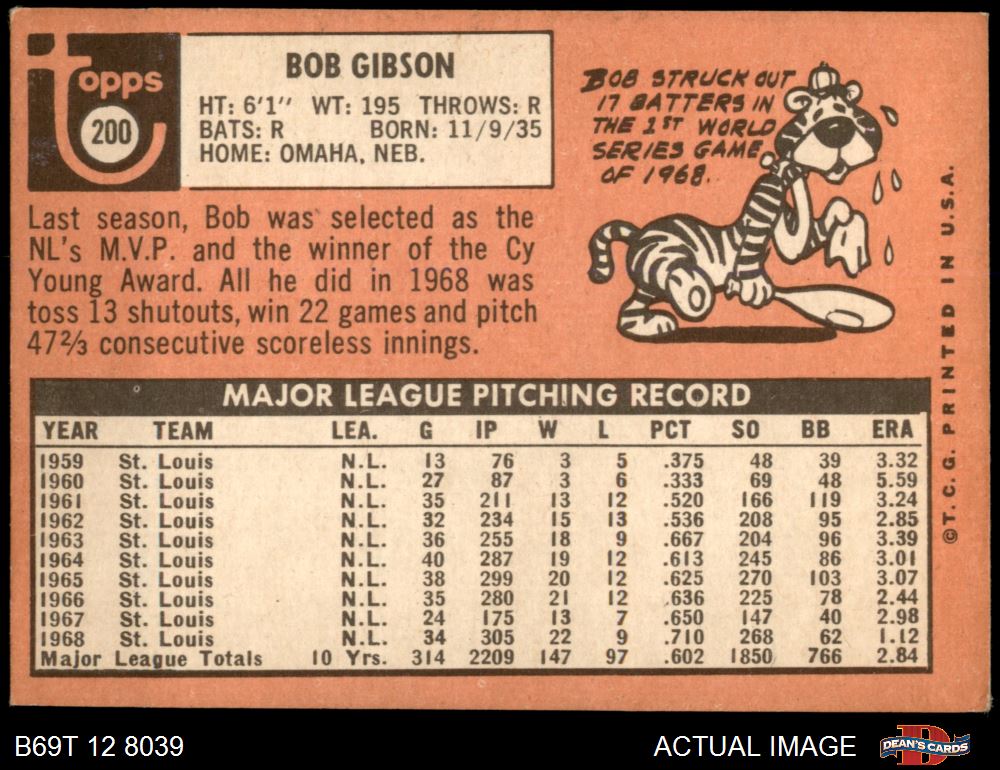 Topps
200
BOB GIBSON
HT: 6'1" WT: 195 THROWS: R
BATS: R BORN: 11/9/35
HOME: OMAHA, NEB.
Last season, Bob was selected as the
NL's M.V.P. and the winner of the Cy
Young Award. All he did in 1968 was
toss 13 shutouts, win 22 games and pitch
47⅔ consecutive scoreless innings.
BOB STRUCK OUT
17 BATTERS IN
THE 1ST WORLD
SERIES GAME
OF 1968.
MAJOR LEAGUE PITCHING RECORD
YEAR TEAM LEA. G IP W L PCT SO BB ERA
1959 St. Louis N.L. 13 76 3 5 .375 48 39 3.32
1960 St. Louis N.L. 27 87 3 6 .333 69 48 5.59
1961 St. Louis N.L. 35 211 13 12 .520 166 119 3.24
1962 St. Louis N.L. 32 234 15 13 .536 208 95 2.85
1963 St. Louis N.L. 36 255 18 9 .667 204 96 3.39
1964 St. Louis N.L. 40 287 19 12 .613 245 86 3.01
1965 St. Louis N.L. 38 299 20 12 .625 270 103 3.07
1966 St. Louis N.L. 35 280 21 12 .636 225 78 2.44
1967 St. Louis N.L. 24 175 13 7 .650 147 40 2.98
1968 St. Louis N.L. 34 305 22 9 .710 268 62 1.12
Major League Totals 10 Yrs. 314 2209 147 97 .602 1850 766 2.84
©T. C. G. PRINTED IN U.S.A.
B69T 12 8039
ACTUAL IMAGE
DEAN'S CARDS